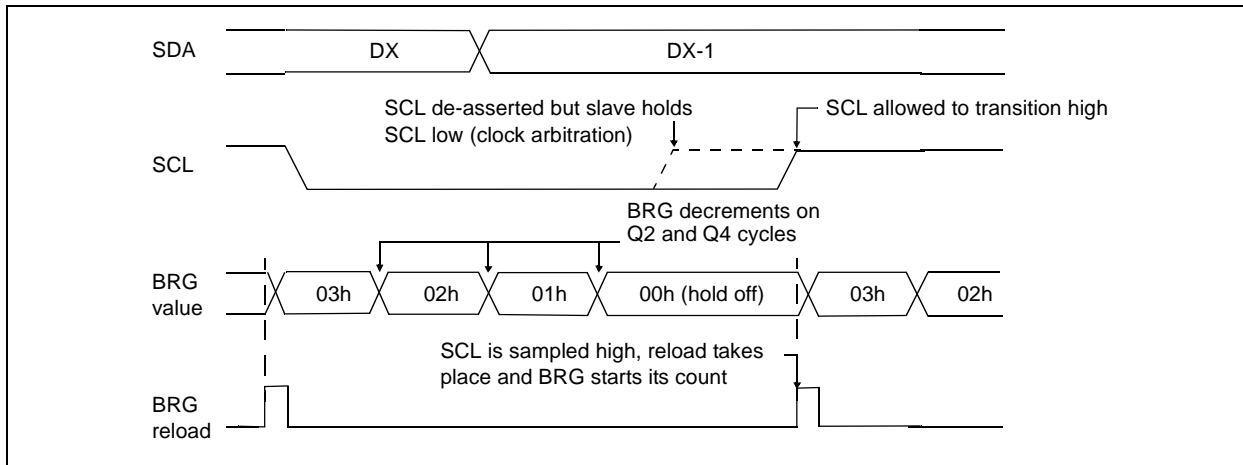 SDA
DX
DX-1
SCL de-asserted but slave holds
SCL low (clock arbitration)
SCL allowed to transition high
SCL
BRG decrements on
Q2 and Q4 cycles
BRG
value
03h
02h
01h
00h (hold off)
03h
02h
SCL is sampled high, reload takes
place and BRG starts its count
BRG
reload